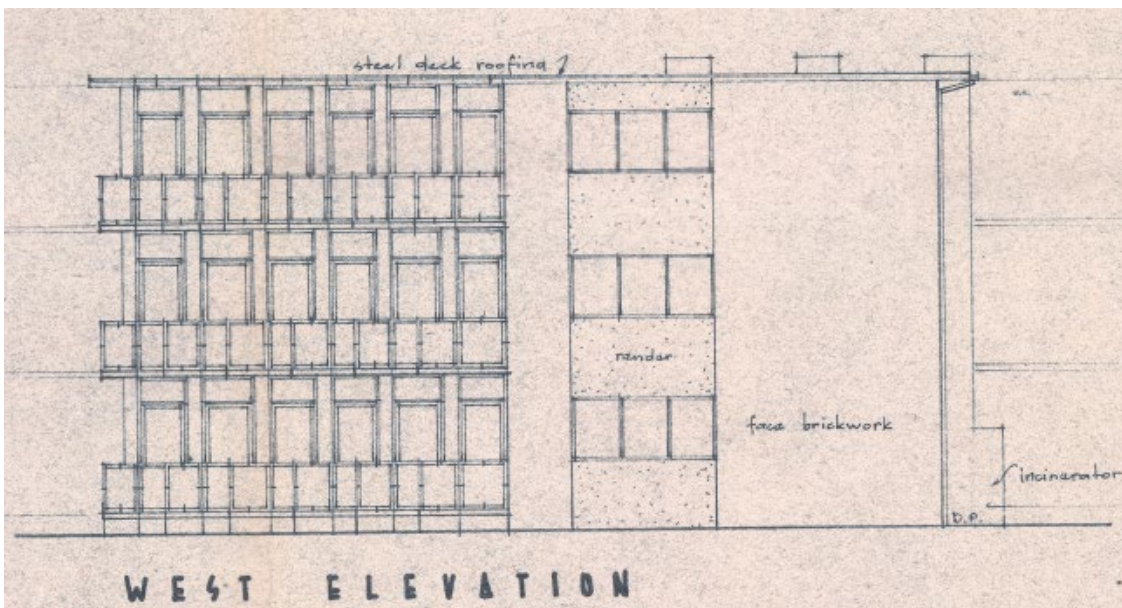 steel deck roofing
render
face brickwork
incinerator
D.P.
WEST ELEVATION